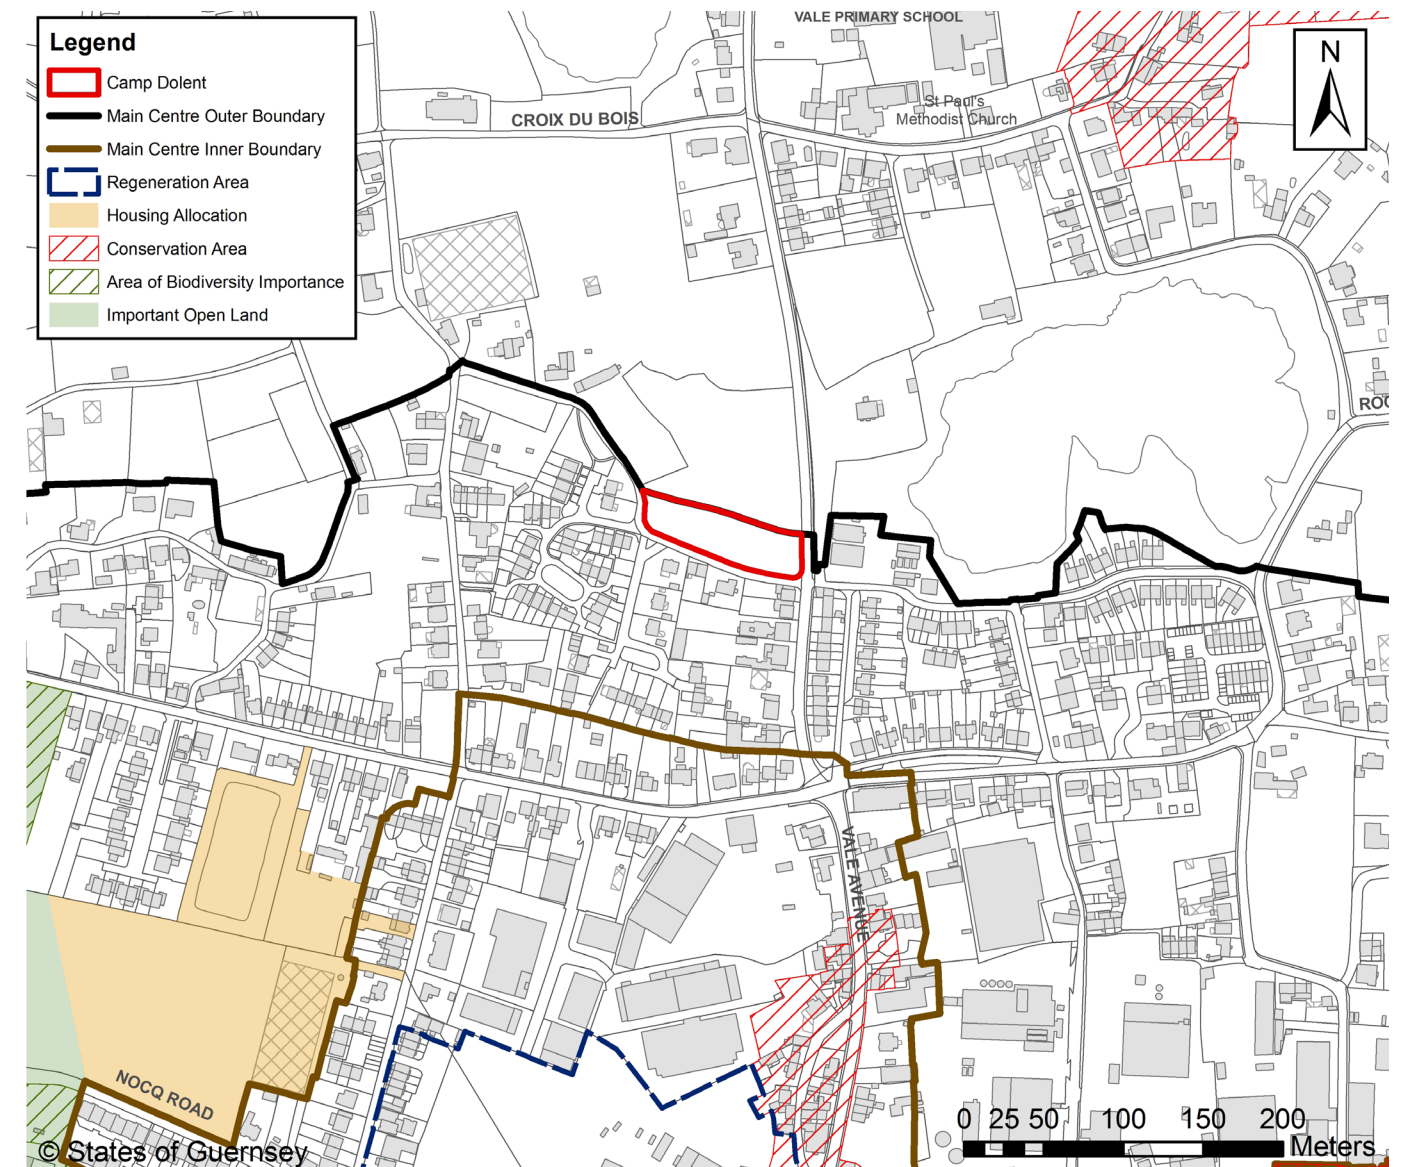 VALE PRIMARY SCHOOL
Legend
Camp Dolent
Main Centre Outer Boundary
Main Centre Inner Boundary
Regeneration Area
Housing Allocation
Conservation Area
Area of Biodiversity Importance
Important Open Land
N
CROIX DU BOIS
St Paul's
Methodist Church
VALE AVENUE
NOCQ ROAD
0 25 50 100 150 200
Meters
© States of Guernsey